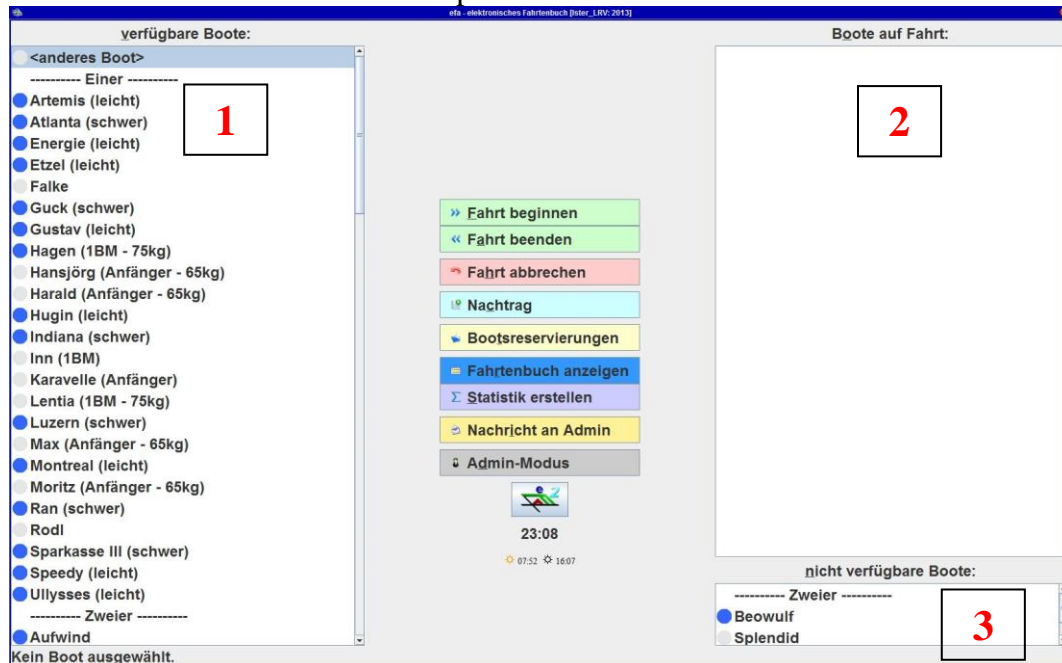 efa - elektronisches Fahrtenbuch [Ister_LRV: 2013]
verfügbare Boote:
<anderes Boot>
---------- Einer ----------
Artemis (leicht)
Atlanta (schwer)
Energie (leicht)
Etzel (leicht)
Falke
Guck (schwer)
Gustav (leicht)
Hagen (1BM - 75kg)
Hansjörg (Anfänger - 65kg)
Harald (Anfänger - 65kg)
Hugin (leicht)
Indiana (schwer)
Inn (1BM)
Karavelle (Anfänger)
Lentia (1BM - 75kg)
Luzern (schwer)
Max (Anfänger - 65kg)
Montreal (leicht)
Moritz (Anfänger - 65kg)
Ran (schwer)
Rodl
Sparkasse III (schwer)
Speedy (leicht)
Ullysses (leicht)
---------- Zweier ----------
Aufwind
Kein Boot ausgewählt.
1
Fahrt beginnen
Fahrt beenden
Fahrt abbrechen
Nachtrag
Bootsreservierungen
Fahrtenbuch anzeigen
Statistik erstellen
Nachricht an Admin
Admin-Modus
2
23:08
07:52 16:07
Boote auf Fahrt:
2
nicht verfügbare Boote:
---------- Zweier ----------
Beowulf
Splendid
3